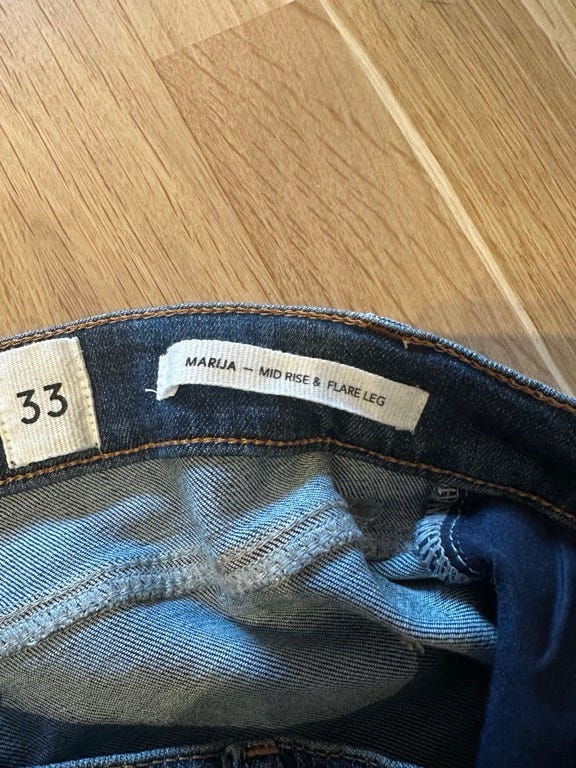 33
MARIJA — MID RISE & FLARE LEG